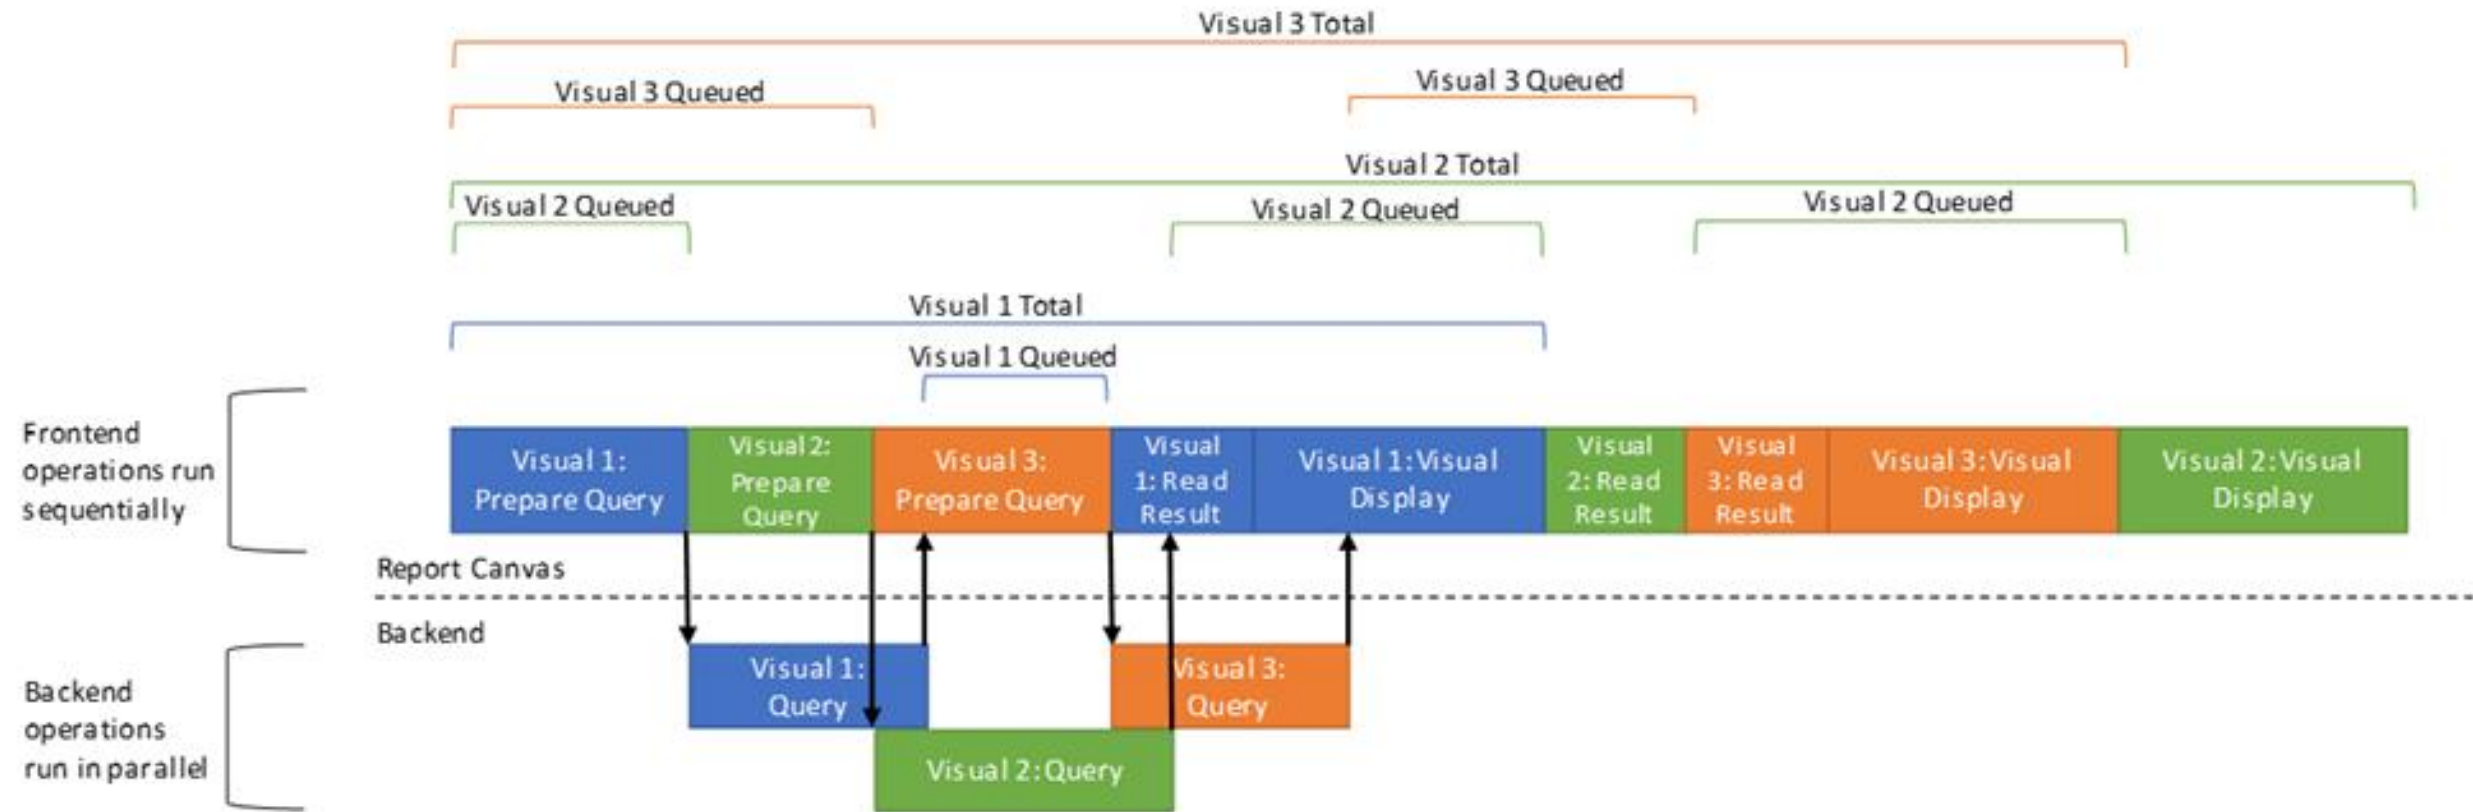 Visual 3 Total
Visual 3 Queued
Visual 3 Queued
Visual 2 Total
Visual 2 Queued
Visual 2 Queued
Visual 2 Queued
Visual 1 Total
Visual 1 Queued
Frontend
operations run
sequentially
Visual 1:
Prepare Query
Visual 2:
Prepare
Query
Visual 3:
Prepare Query
Visual
1: Read
Result
Visual 1: Visual
Display
Visual
2: Read
Result
Visual
3: Read
Result
Visual 3: Visual
Display
Visual 2: Visual
Display
Report Canvas
Backend
Backend
operations
run in parallel
Visual 1:
Query
Visual 3:
Query
Visual 2: Query